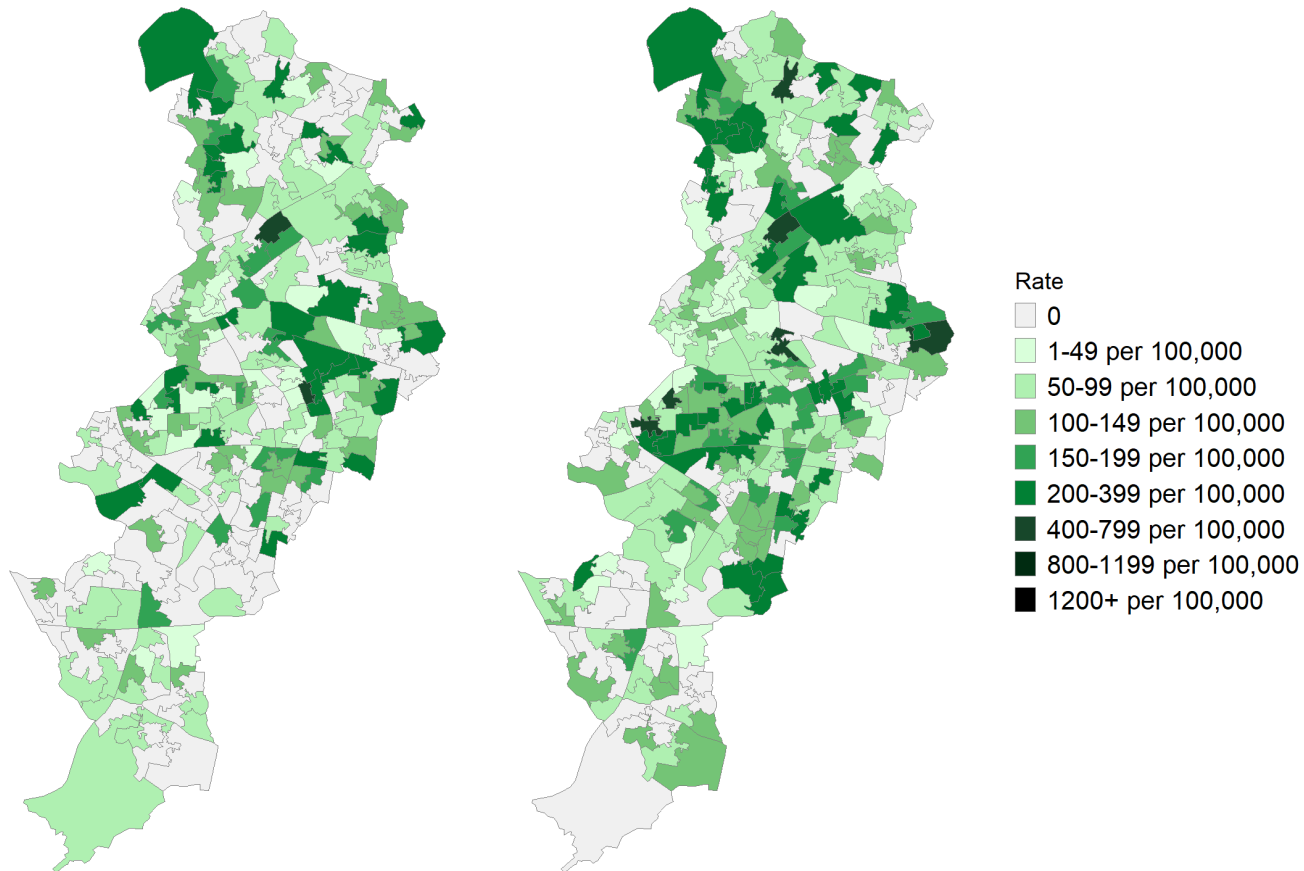 Rate
0
1-49 per 100,000
50-99 per 100,000
100-149 per 100,000
150-199 per 100,000
200-399 per 100,000
400-799 per 100,000
800-1199 per 100,000
1200+ per 100,000